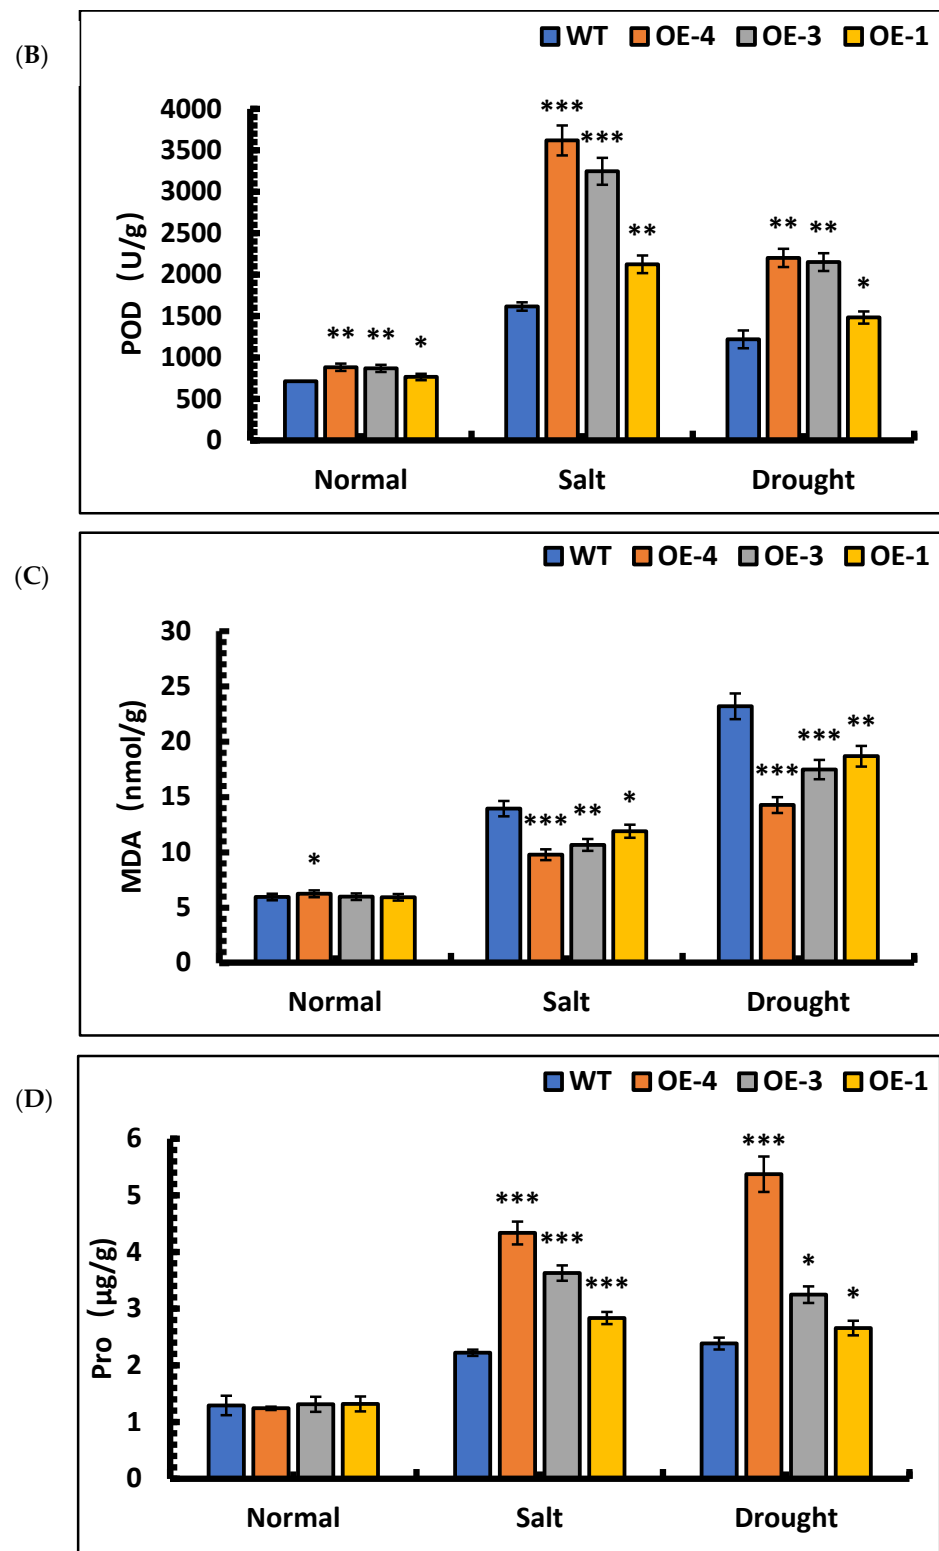 (B)
WT OE-4 OE-3 OE-1
POD (U/g)
4000
3500
3000
2500
2000
1500
1000
500
0
** ** *
*** *** **
** ** *
Normal Salt Drought
(C)
WT OE-4 OE-3 OE-1
MDA (nmol/g)
30
25
20
15
10
5
0
*
*** ** *
*** *** **
Normal Salt Drought
(D)
WT OE-4 OE-3 OE-1
Pro (μg/g)
6
5
4
3
2
1
0
*** *** ***
*** * *
Normal Salt Drought